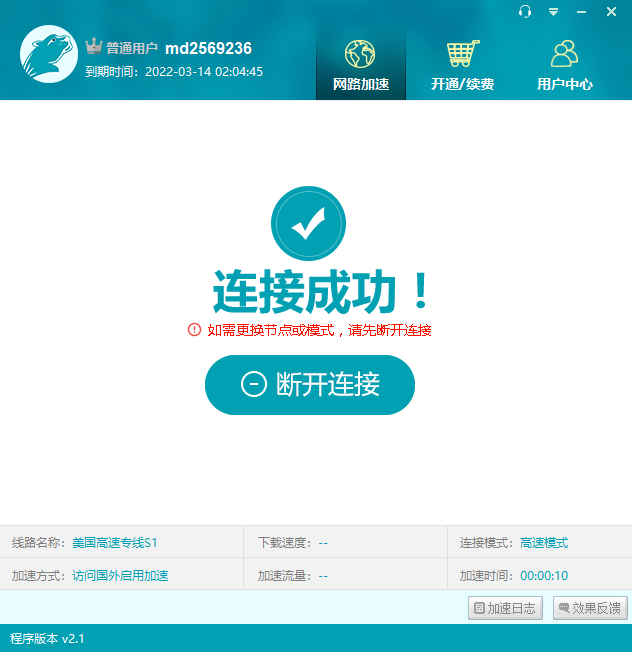 普通用户 md2569236
到期时间：2022-03-14 02:04:45
网路加速 开通/续费 用户中心
连接成功！
如需更换节点或模式，请先断开连接
断开连接
线路名称：美国高速专线S1 下载速度：-- 连接模式：高速模式
加速方式：访问国外启用加速 加速流量：-- 加速时间：00:00:10
加速日志 效果反馈
程序版本 v2.1